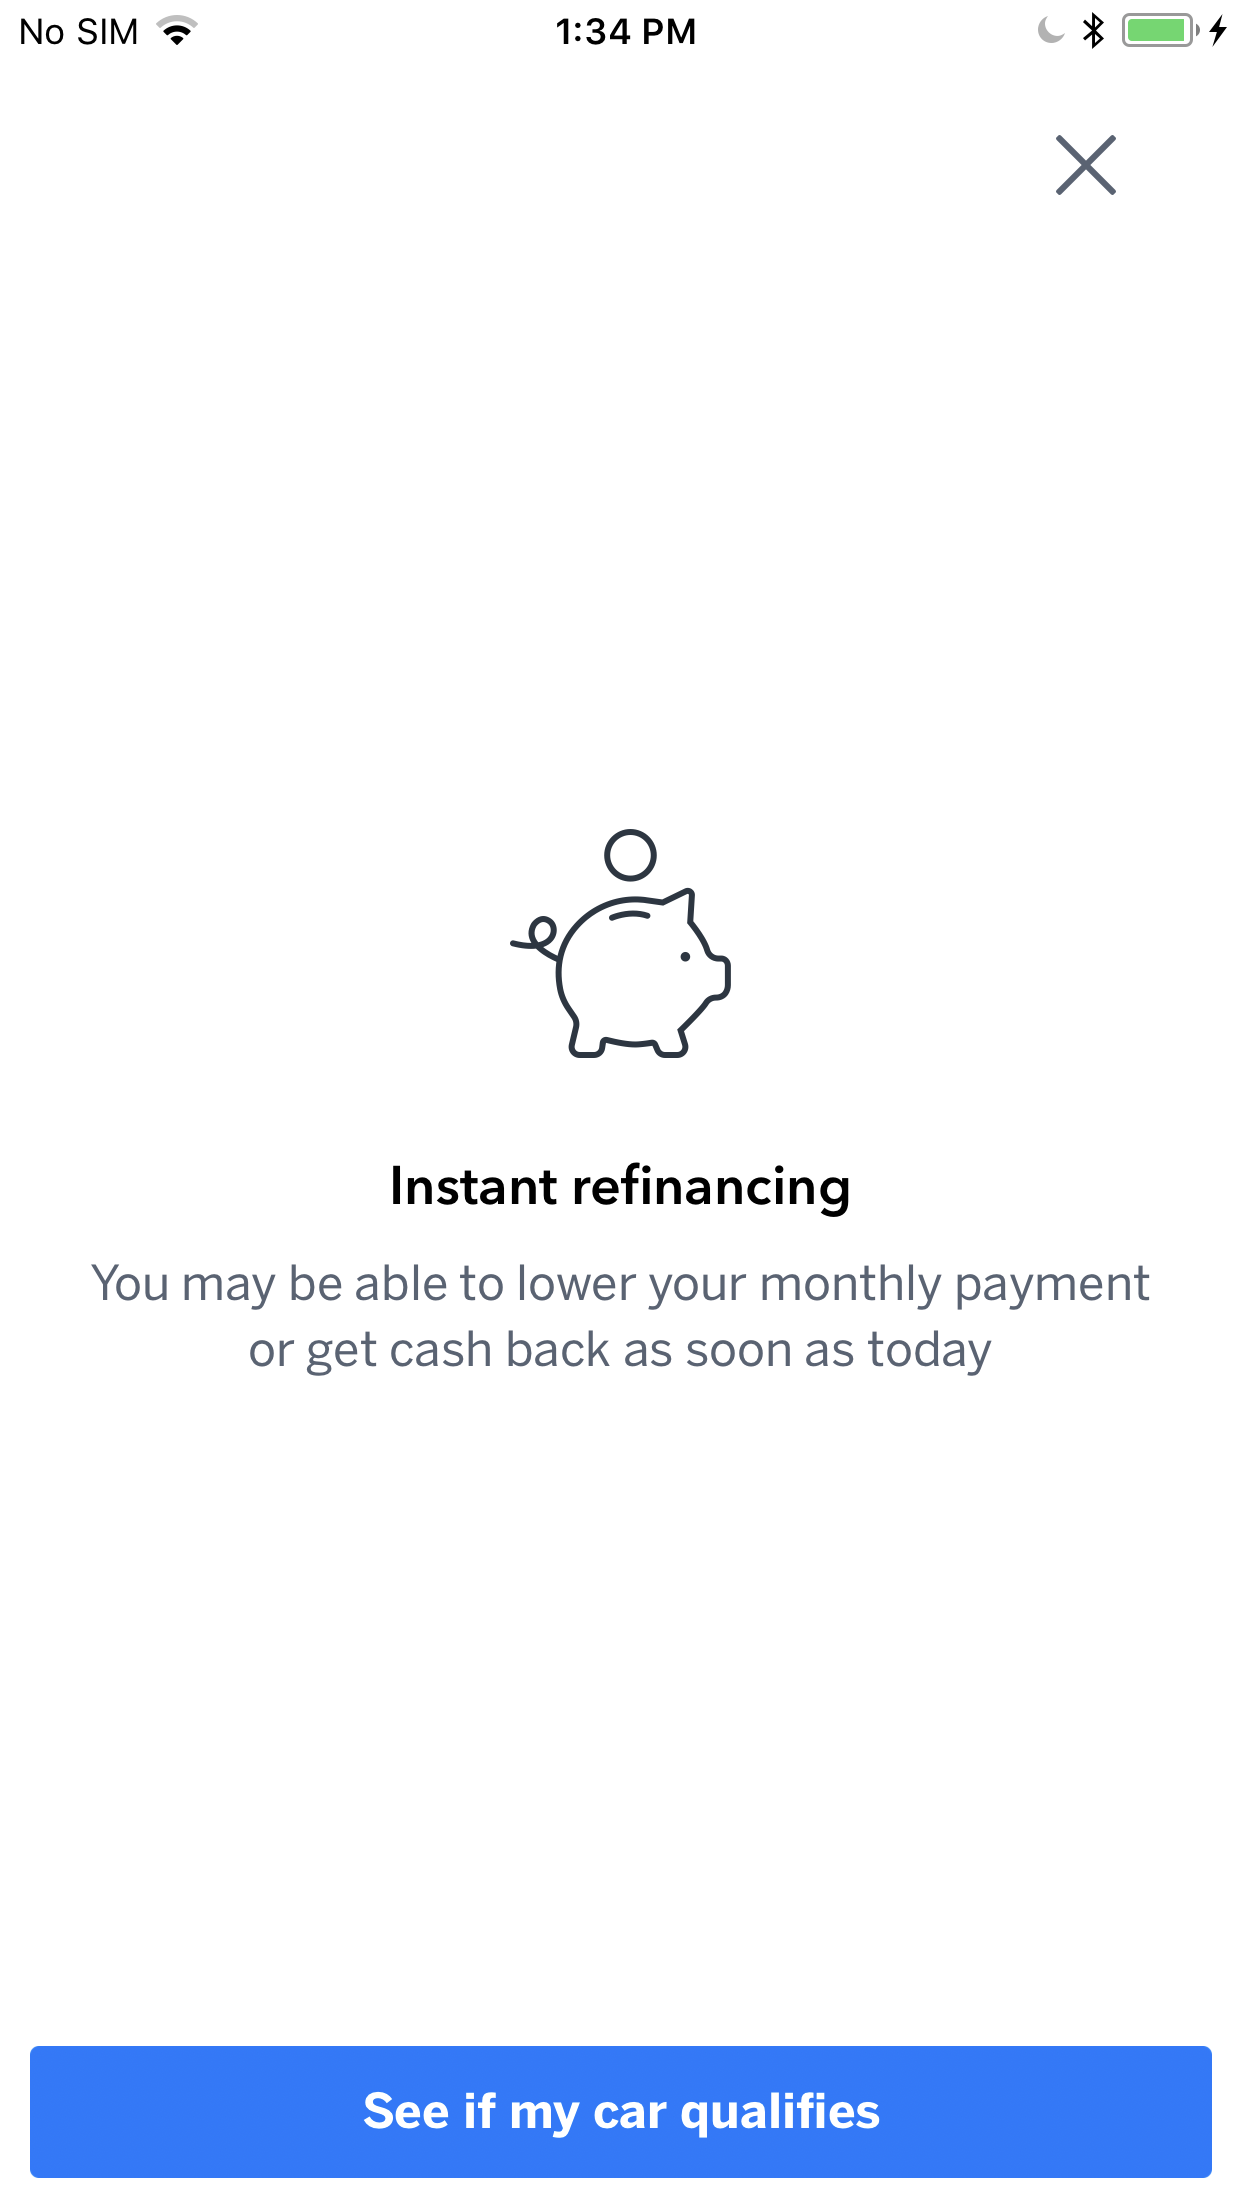 No SIM 1:34 PM
Instant refinancing
You may be able to lower your monthly payment
or get cash back as soon as today
See if my car qualifies